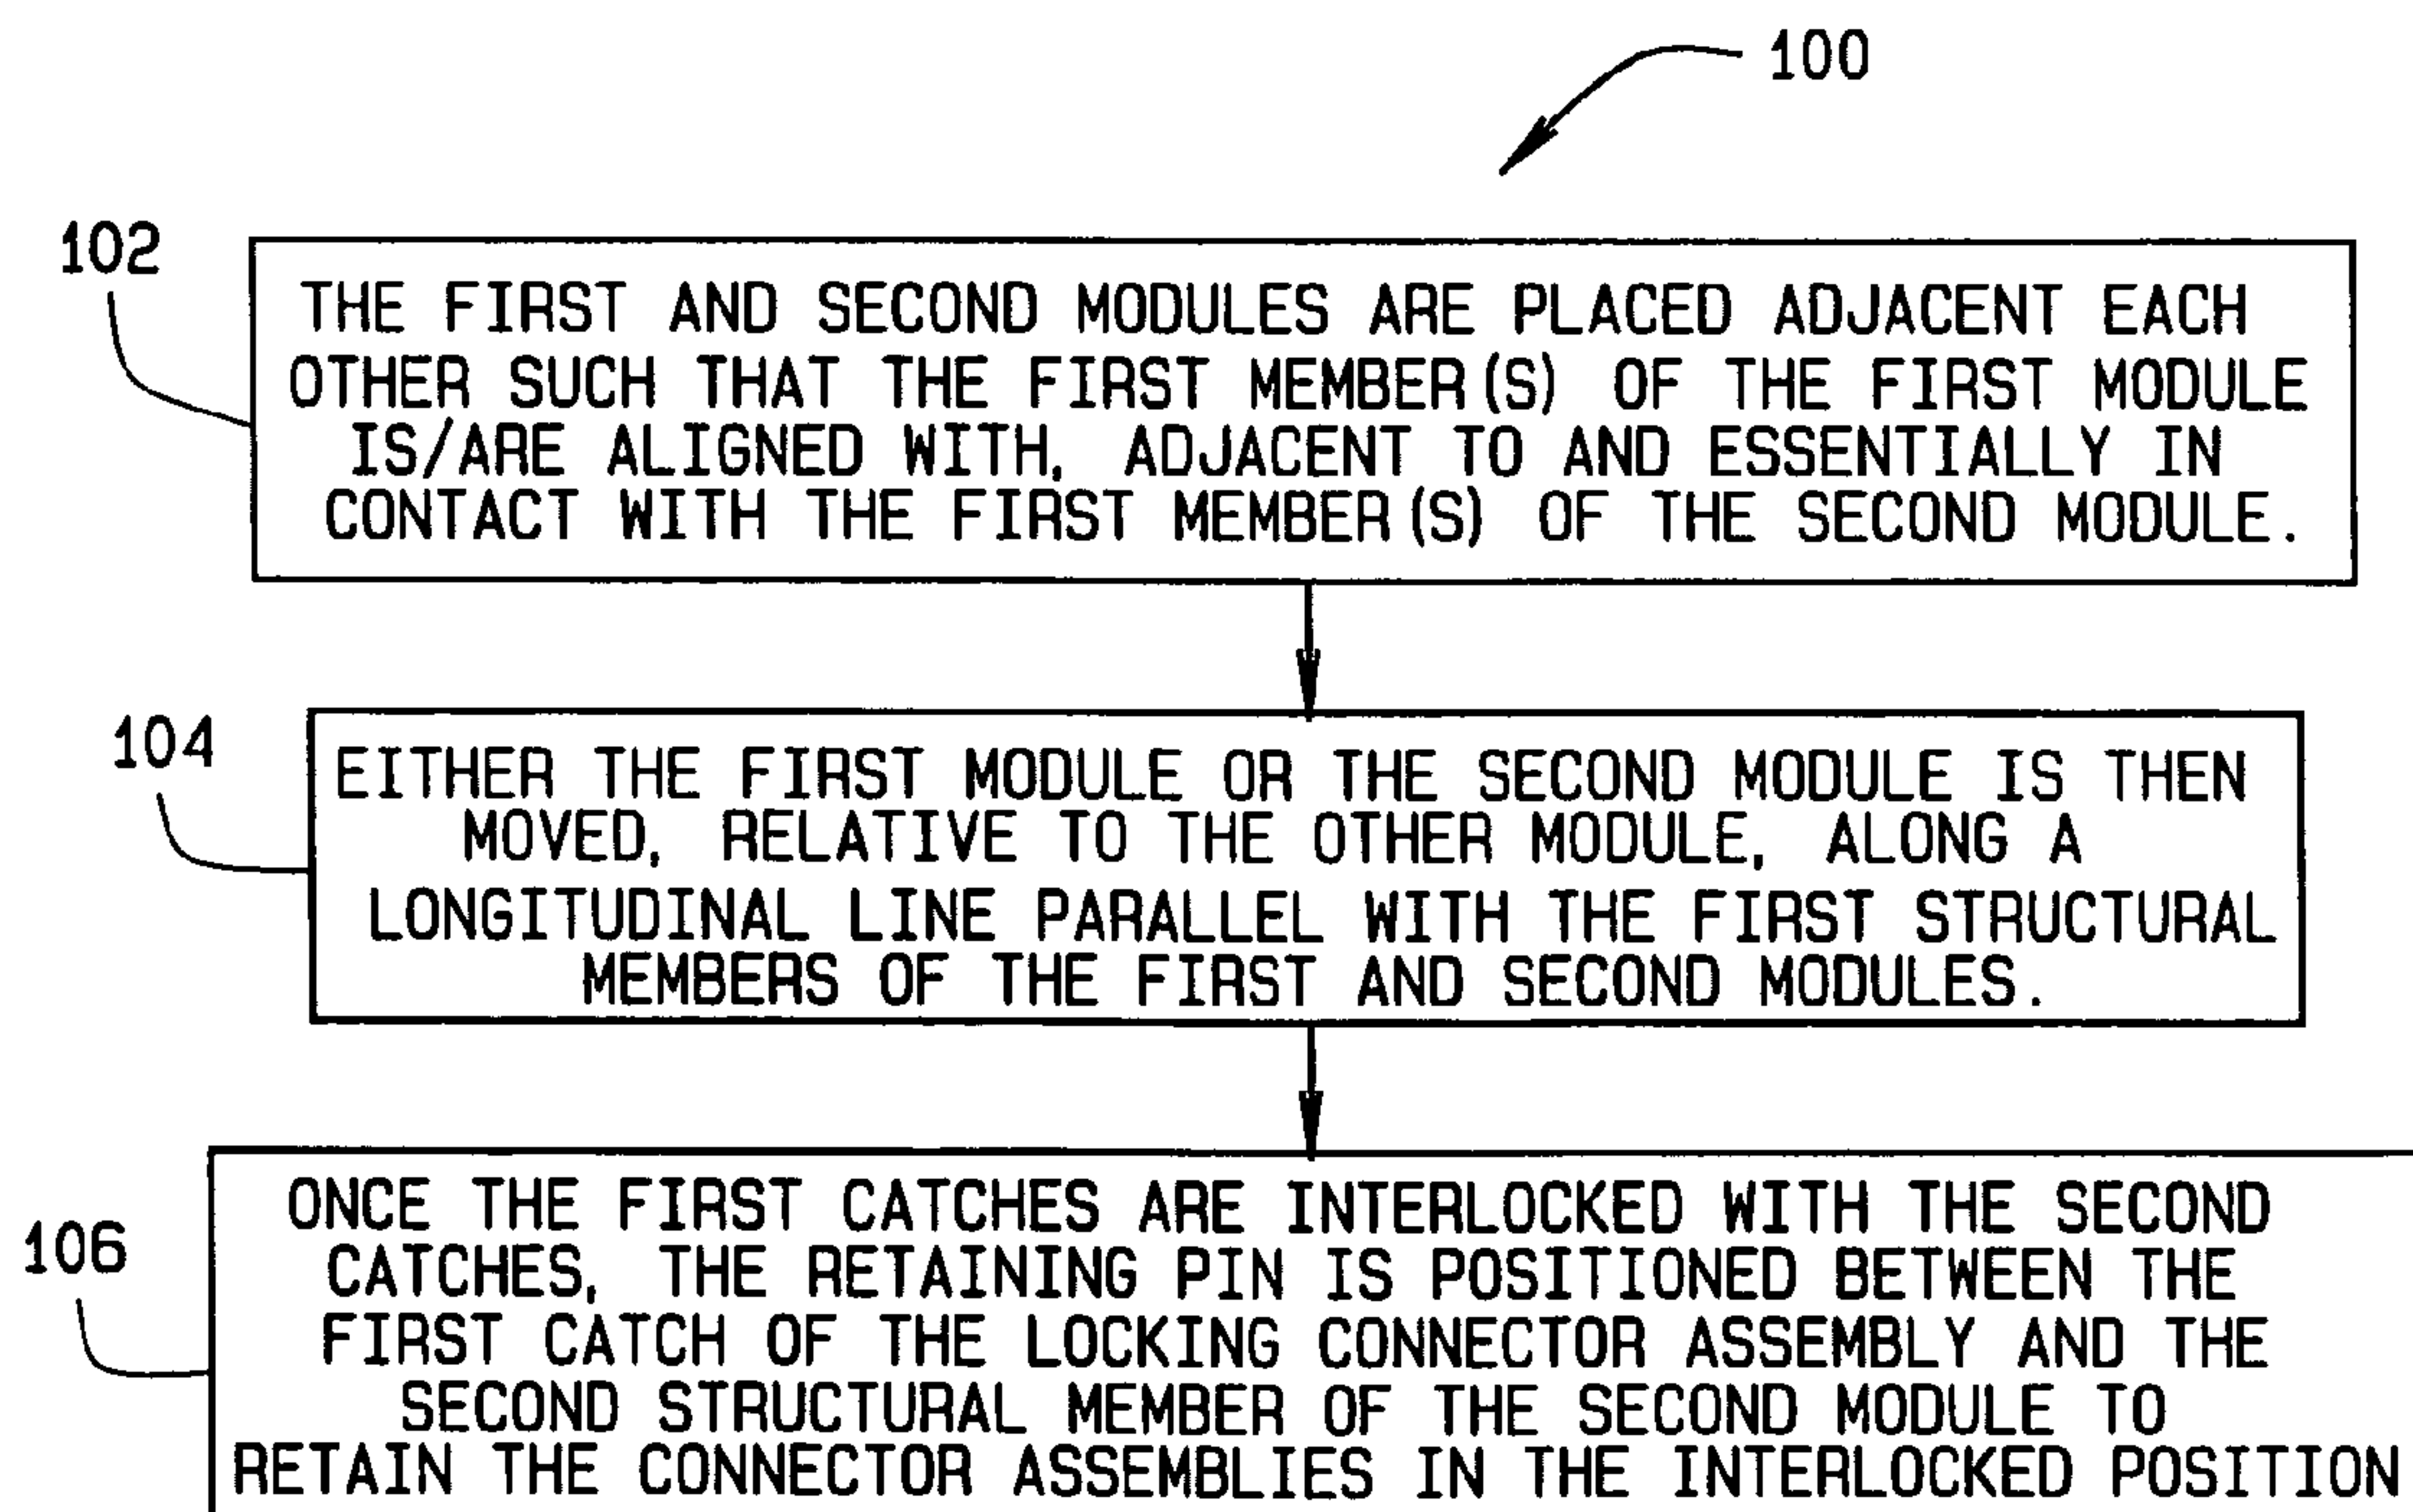 100
102
THE FIRST AND SECOND MODULES ARE PLACED ADJACENT EACH
OTHER SUCH THAT THE FIRST MEMBER(S) OF THE FIRST MODULE
IS/ARE ALIGNED WITH, ADJACENT TO AND ESSENTIALLY IN
CONTACT WITH THE FIRST MEMBER(S) OF THE SECOND MODULE.
104
EITHER THE FIRST MODULE OR THE SECOND MODULE IS THEN
MOVED, RELATIVE TO THE OTHER MODULE, ALONG A
LONGITUDINAL LINE PARALLEL WITH THE FIRST STRUCTURAL
MEMBERS OF THE FIRST AND SECOND MODULES.
106
ONCE THE FIRST CATCHES ARE INTERLOCKED WITH THE SECOND
CATCHES, THE RETAINING PIN IS POSITIONED BETWEEN THE
FIRST CATCH OF THE LOCKING CONNECTOR ASSEMBLY AND THE
SECOND STRUCTURAL MEMBER OF THE SECOND MODULE TO
RETAIN THE CONNECTOR ASSEMBLIES IN THE INTERLOCKED POSITION